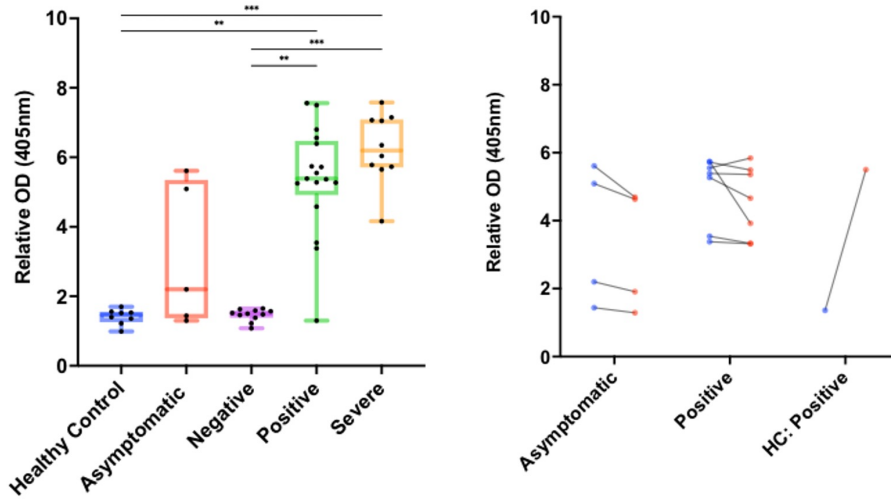 ***
**
***
**
10
8
6
4
2
0
Relative OD (405nm)
Healthy Control
Asymptomatic
Negative
Positive
Severe
10
8
6
4
2
0
Relative OD (405nm)
Asymptomatic
Positive
HC: Positive